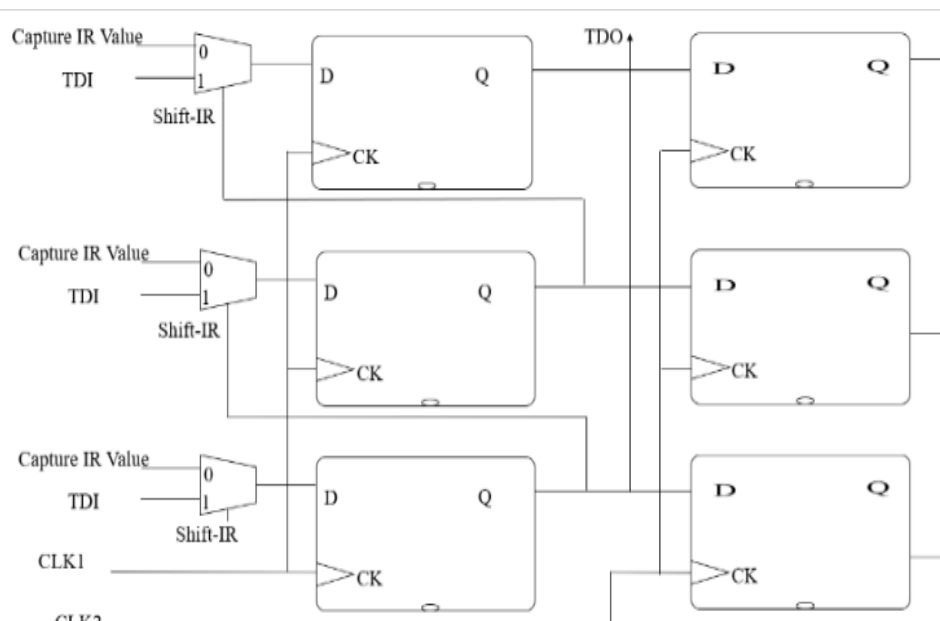 Capture IR Value
0
TDI
1
Shift-IR
D
Q
CK
TDO
D
Q
CK
Capture IR Value
0
TDI
1
Shift-IR
D
Q
CK
D
Q
CK
Capture IR Value
0
TDI
1
Shift-IR
D
Q
CK
D
Q
CK
CLK1
CLK2